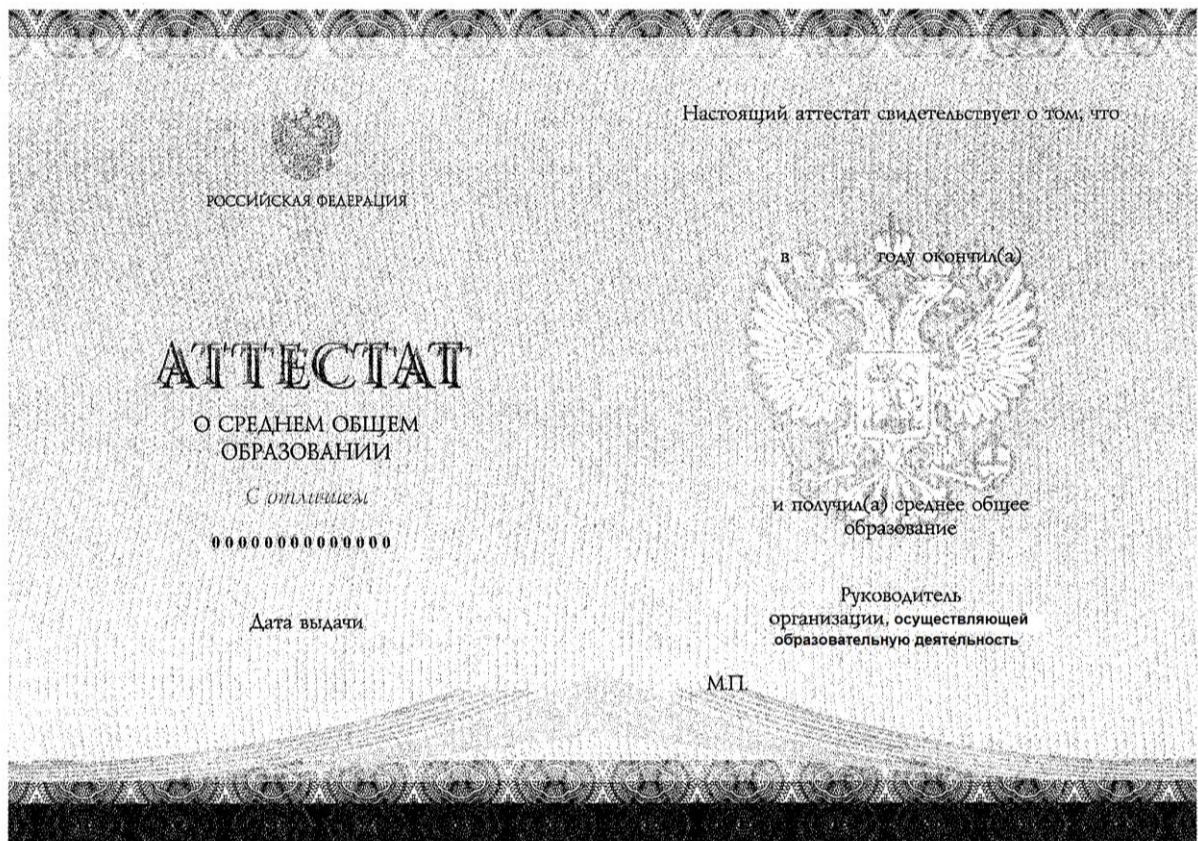 РОССИЙСКАЯ ФЕДЕРАЦИЯ
АТТЕСТАТ
О СРЕДНЕМ ОБЩЕМ
ОБРАЗОВАНИИ
С отличием
00000000000000
Дата выдачи
Настоящий аттестат свидетельствует о том, что
в году окончил(а)
и получил(а) среднее общее
образование
Руководитель
организации, осуществляющей
образовательную деятельность
М.П.